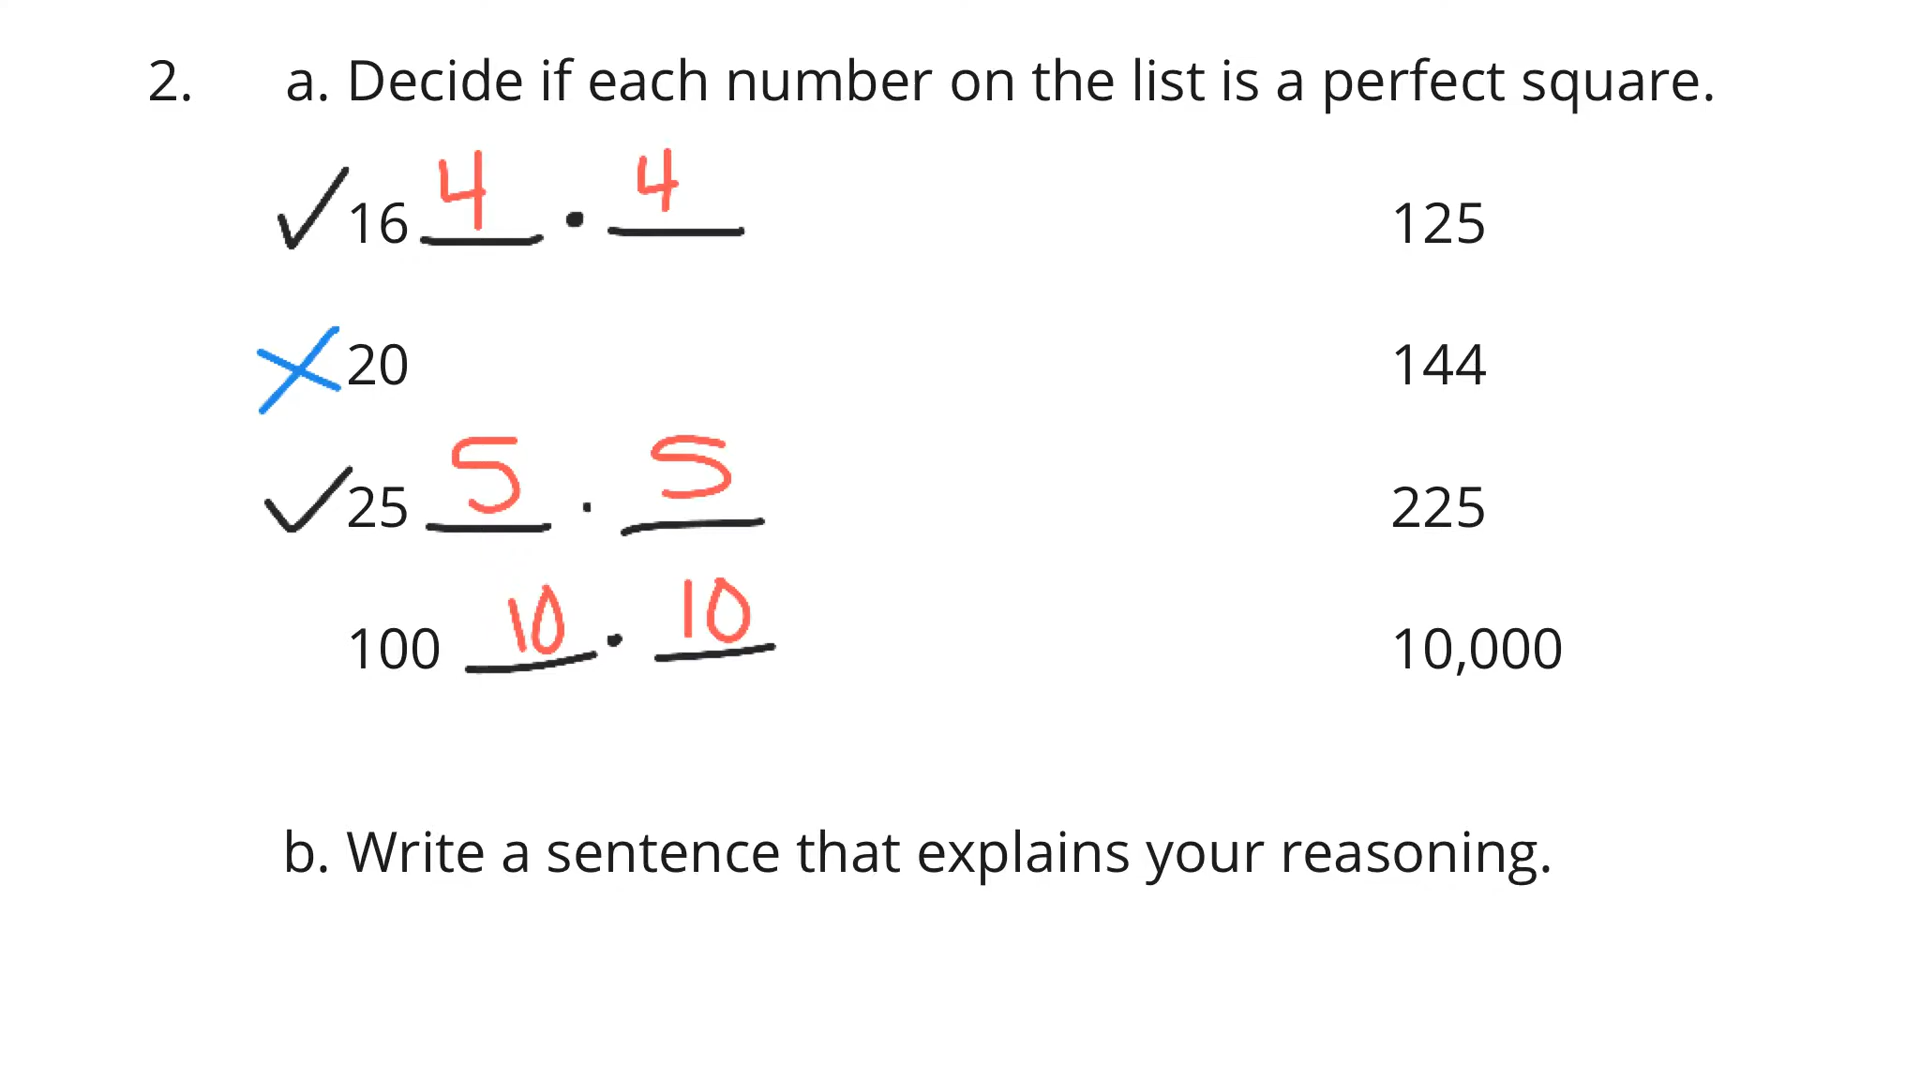 2. a. Decide if each number on the list is a perfect square.
✓ 16 4 · 4 125
✗ 20 144
✓ 25 5 · 5 225
100 10 · 10 10,000
b. Write a sentence that explains your reasoning.